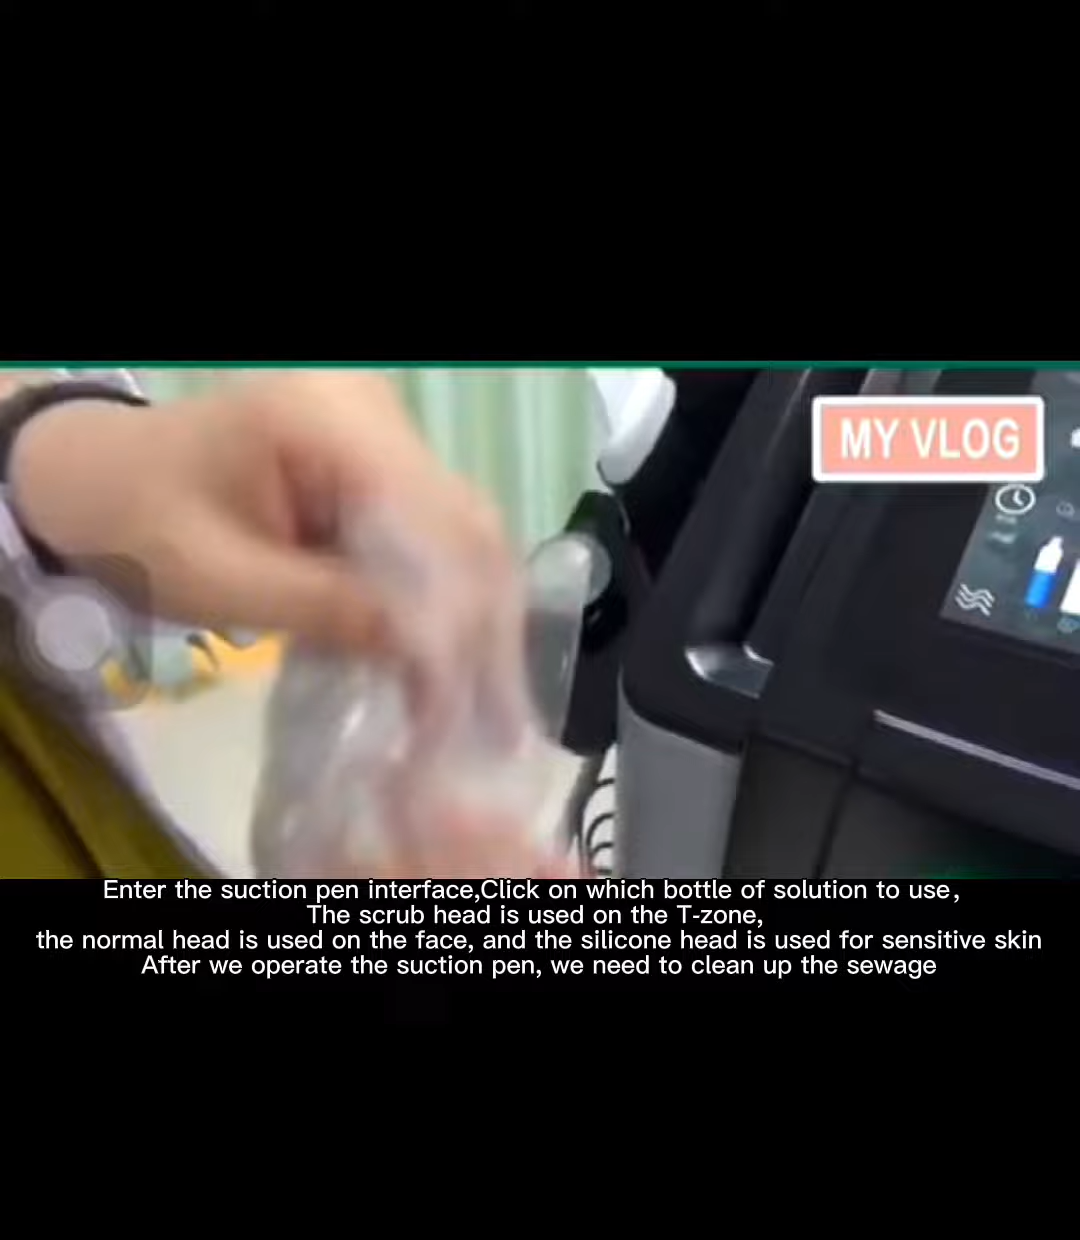 MY VLOG
Enter the suction pen interface,Click on which bottle of solution to use,
The scrub head is used on the T-zone,
the normal head is used on the face, and the silicone head is used for sensitive skin
After we operate the suction pen, we need to clean up the sewage